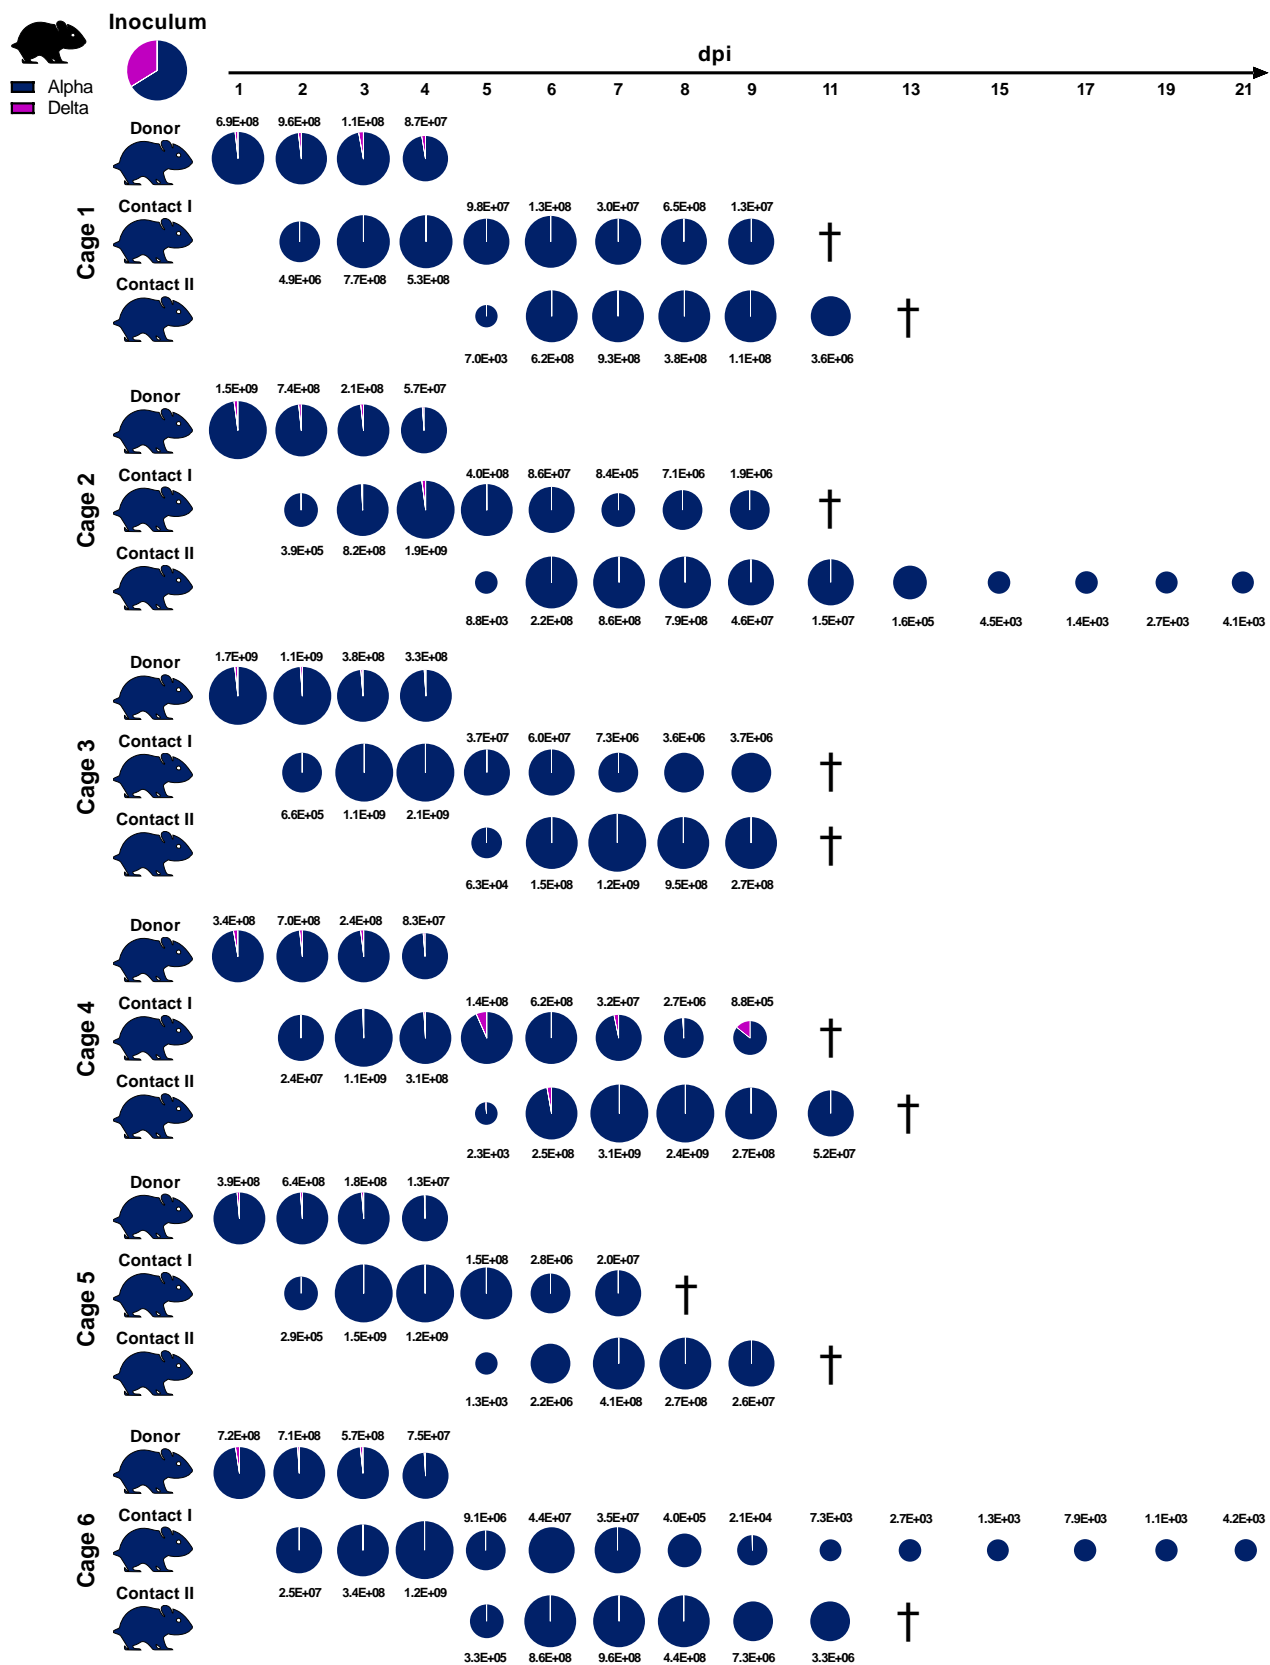 Inoculum
Alpha
Delta
dpi
1 2 3 4 5 6 7 8 9 11 13 15 17 19 21
Cage 1
Donor
6.9E+08 9.6E+08 1.1E+08 8.7E+07
Contact I
9.8E+07 1.3E+08 3.0E+07 6.5E+08 1.3E+07
4.9E+06 7.7E+08 5.3E+08
Contact II
7.0E+03 6.2E+08 9.3E+08 3.8E+08 1.1E+08 3.6E+06
Cage 2
Donor
1.5E+09 7.4E+08 2.1E+08 5.7E+07
Contact I
4.0E+08 8.6E+07 8.4E+05 7.1E+06 1.9E+06
3.9E+05 8.2E+08 1.9E+09
Contact II
8.8E+03 2.2E+08 8.6E+08 7.9E+08 4.6E+07 1.5E+07 1.6E+05 4.5E+03 1.4E+03 2.7E+03 4.1E+03
Cage 3
Donor
1.7E+09 1.1E+09 3.8E+08 3.3E+08
Contact I
3.7E+07 6.0E+07 7.3E+06 3.6E+06 3.7E+06
6.6E+05 1.1E+09 2.1E+09
Contact II
6.3E+04 1.5E+08 1.2E+09 9.5E+08 2.7E+08
Cage 4
Donor
3.4E+08 7.0E+08 2.4E+08 8.3E+07
Contact I
1.4E+08 6.2E+08 3.2E+07 2.7E+06 8.8E+05
2.4E+07 1.1E+09 3.1E+08
Contact II
2.3E+03 2.5E+08 3.1E+09 2.4E+09 2.7E+08 5.2E+07
Cage 5
Donor
3.9E+08 6.4E+08 1.8E+08 1.3E+07
Contact I
1.5E+08 2.8E+06 2.0E+07
2.9E+05 1.5E+09 1.2E+09
Contact II
1.3E+03 2.2E+06 4.1E+08 2.7E+08 2.6E+07
Cage 6
Donor
7.2E+08 7.1E+08 5.7E+08 7.5E+07
Contact I
9.1E+06 4.4E+07 3.5E+07 4.0E+05 2.1E+04 7.3E+03 2.7E+03 1.3E+03 7.9E+03 1.1E+03 4.2E+03
2.5E+07 3.4E+08 1.2E+09
Contact II
3.3E+05 8.6E+08 9.6E+08 4.4E+08 7.3E+06 3.3E+06